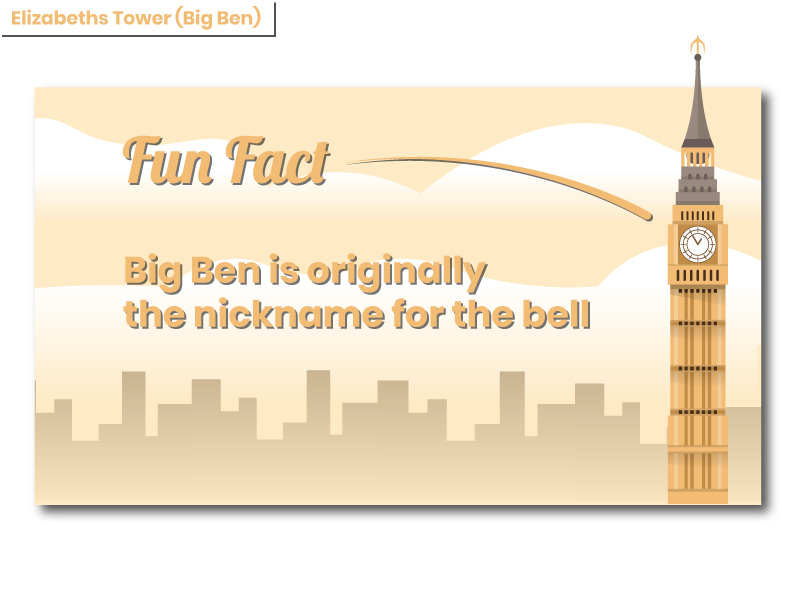 Elizabeths Tower (Big Ben)
Fun Fact
Big Ben is originally
the nickname for the bell